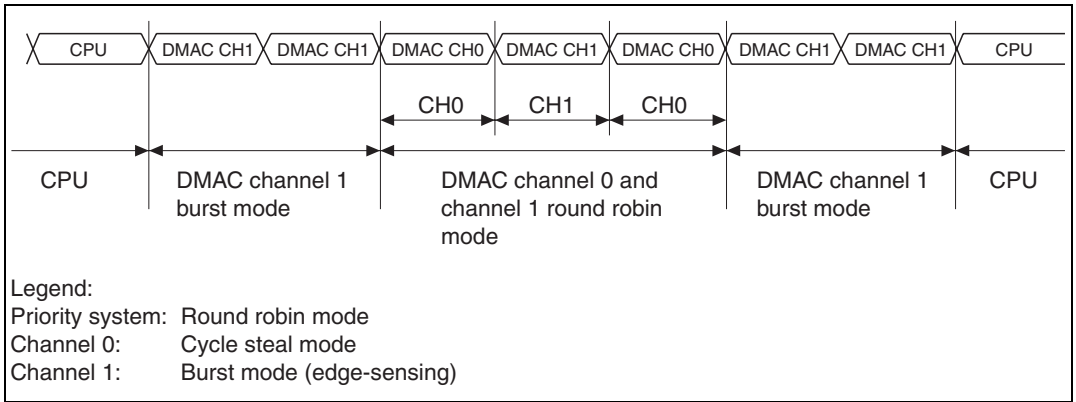 CPU DMAC CH1 DMAC CH1 DMAC CH0 DMAC CH1 DMAC CH0 DMAC CH1 DMAC CH1 CPU
CH0 CH1 CH0
CPU
DMAC channel 1
burst mode
DMAC channel 0 and
channel 1 round robin
mode
DMAC channel 1
burst mode
CPU
Legend:
Priority system: Round robin mode
Channel 0: Cycle steal mode
Channel 1: Burst mode (edge-sensing)